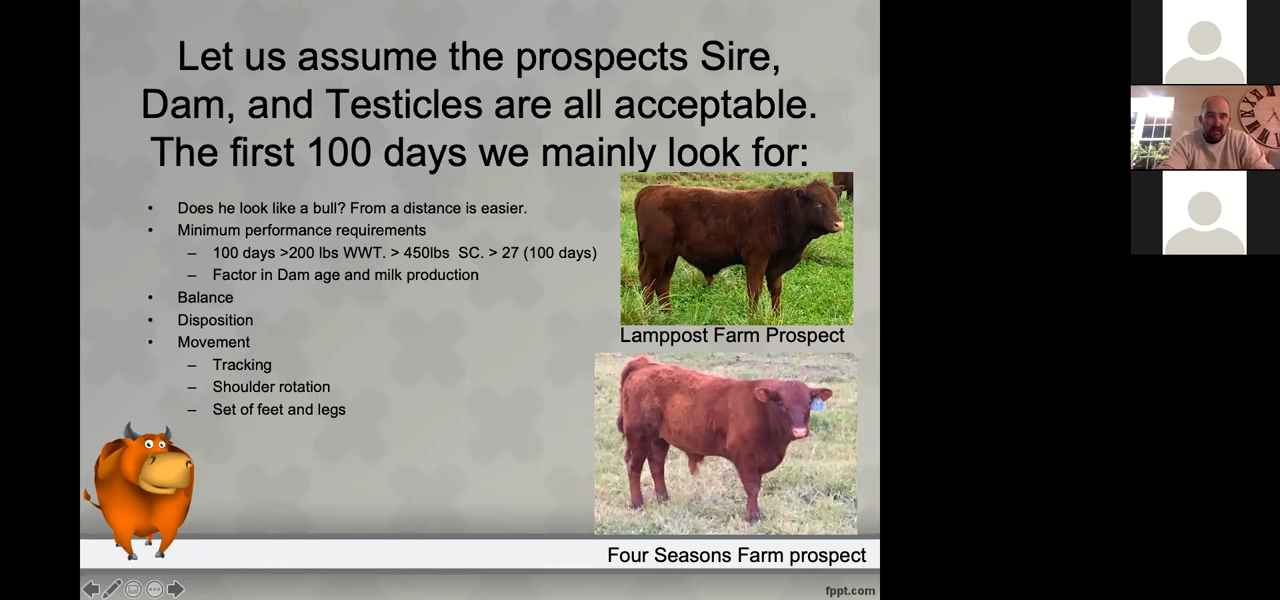 Let us assume the prospects Sire,
Dam, and Testicles are all acceptable.
The first 100 days we mainly look for:
• Does he look like a bull? From a distance is easier.
• Minimum performance requirements
– 100 days >200 lbs WWT. > 450lbs SC. > 27 (100 days)
– Factor in Dam age and milk production
• Balance
• Disposition
• Movement
– Tracking
– Shoulder rotation
– Set of feet and legs
Lamppost Farm Prospect
Four Seasons Farm prospect
fppt.com